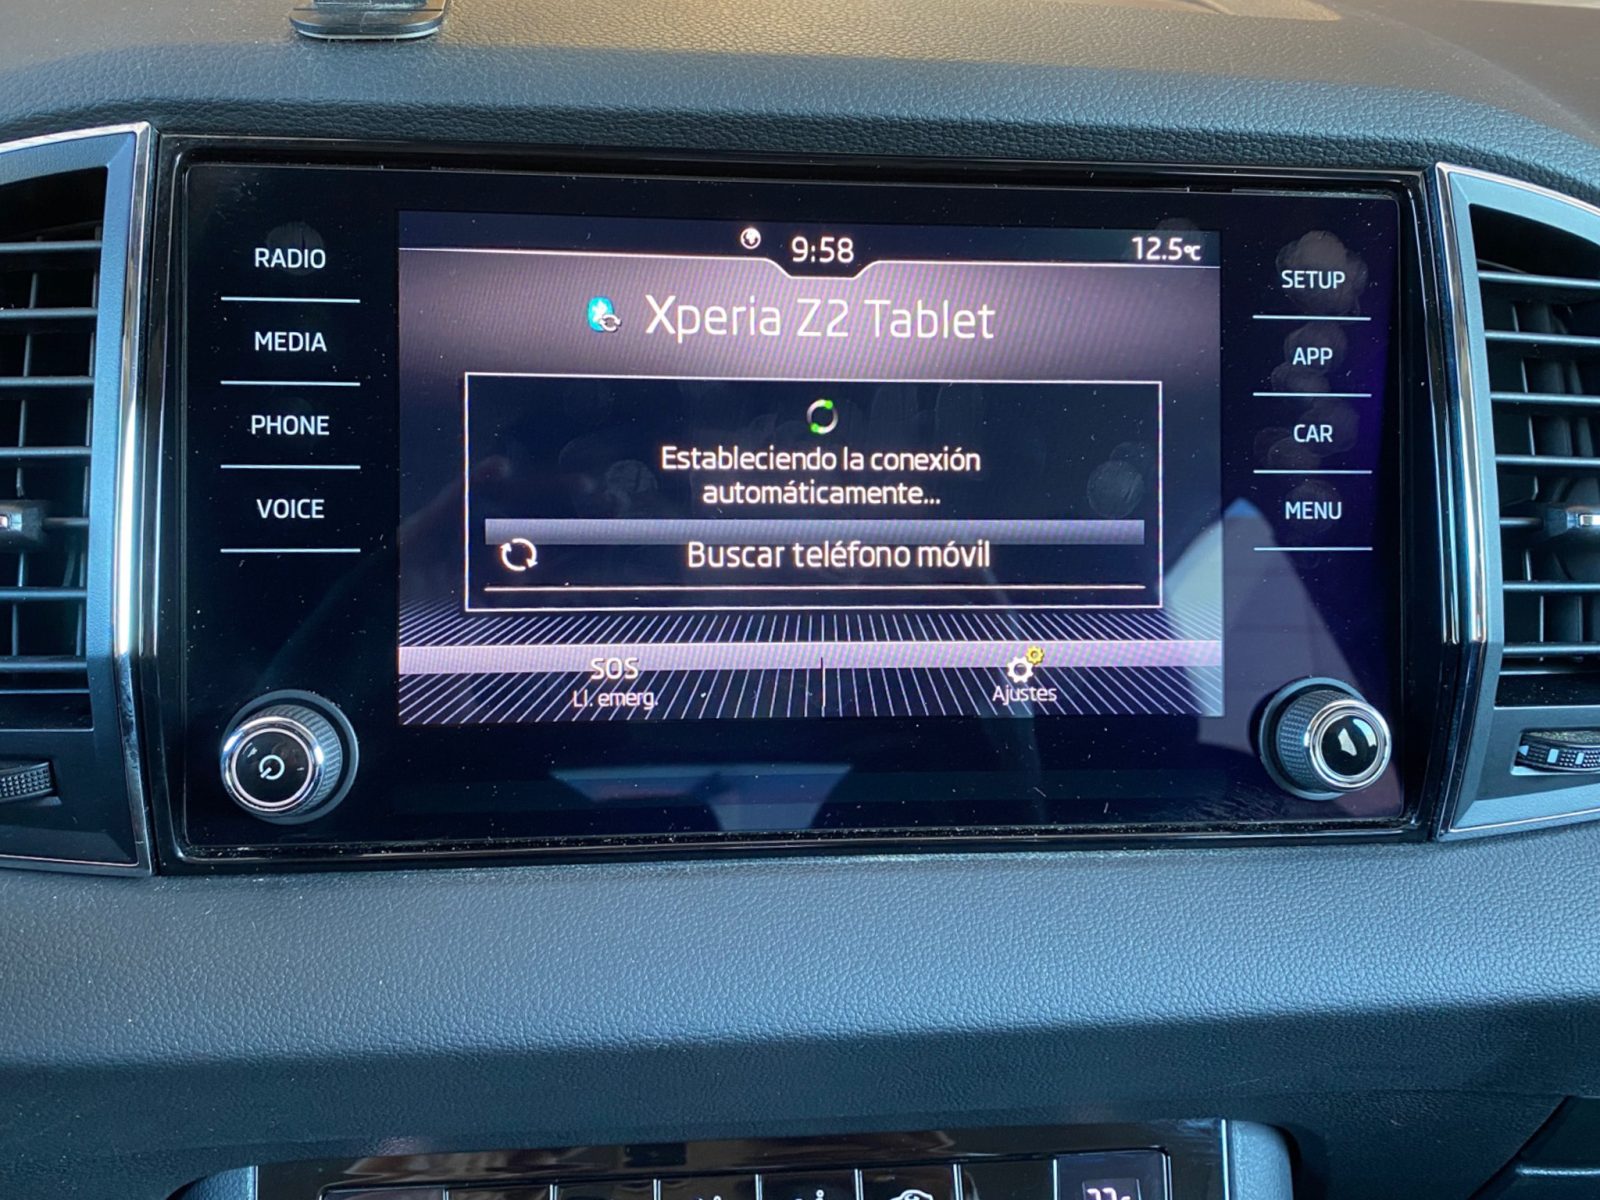 RADIO
MEDIA
PHONE
VOICE
9:58
12.5°C
Xperia Z2 Tablet
Estableciendo la conexión
automáticamente...
Buscar teléfono móvil
SOS
Ll. emerg.
Ajustes
SETUP
APP
CAR
MENU